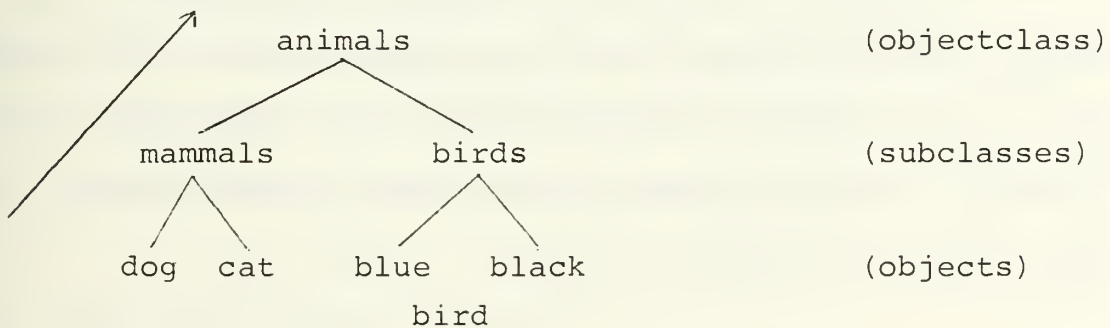 animals (objectclass)
mammals birds (subclasses)
dog cat blue black (objects)
bird